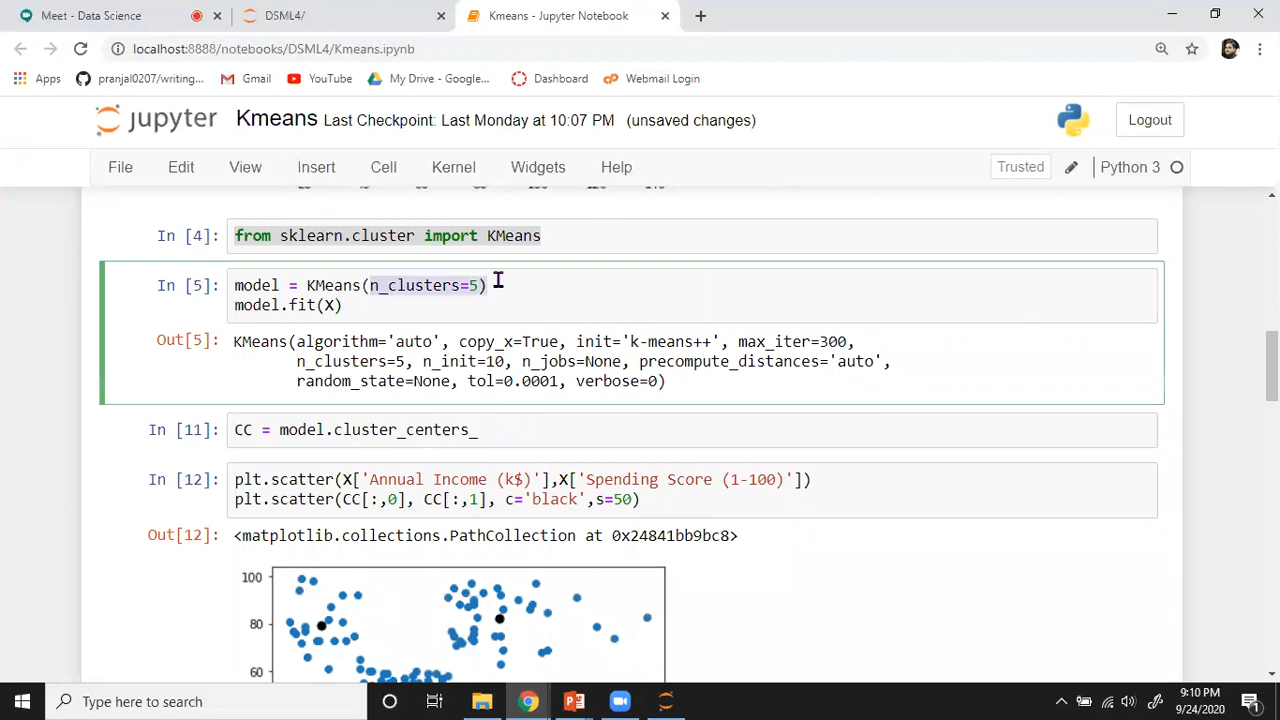 Meet - Data Science
DSML4/
Kmeans - Jupyter Notebook
localhost:8888/notebooks/DSML4/Kmeans.ipynb
Apps
pranjal0207/writing...
Gmail
YouTube
My Drive - Google...
Dashboard
Webmail Login
jupyter Kmeans Last Checkpoint: Last Monday at 10:07 PM (unsaved changes)
Logout
File Edit View Insert Cell Kernel Widgets Help
Trusted
Python 3
In [4]: from sklearn.cluster import KMeans
In [5]: model = KMeans(n_clusters=5)
model.fit(X)
Out[5]: KMeans(algorithm='auto', copy_x=True, init='k-means++', max_iter=300,
n_clusters=5, n_init=10, n_jobs=None, precompute_distances='auto',
random_state=None, tol=0.0001, verbose=0)
In [11]: CC = model.cluster_centers_
In [12]: plt.scatter(X['Annual Income (k$)'],X['Spending Score (1-100)'])
plt.scatter(CC[:,0], CC[:,1], c='black',s=50)
Out[12]: <matplotlib.collections.PathCollection at 0x24841bb9bc8>
100
80
60
Type here to search
9:10 PM
9/24/2020
1